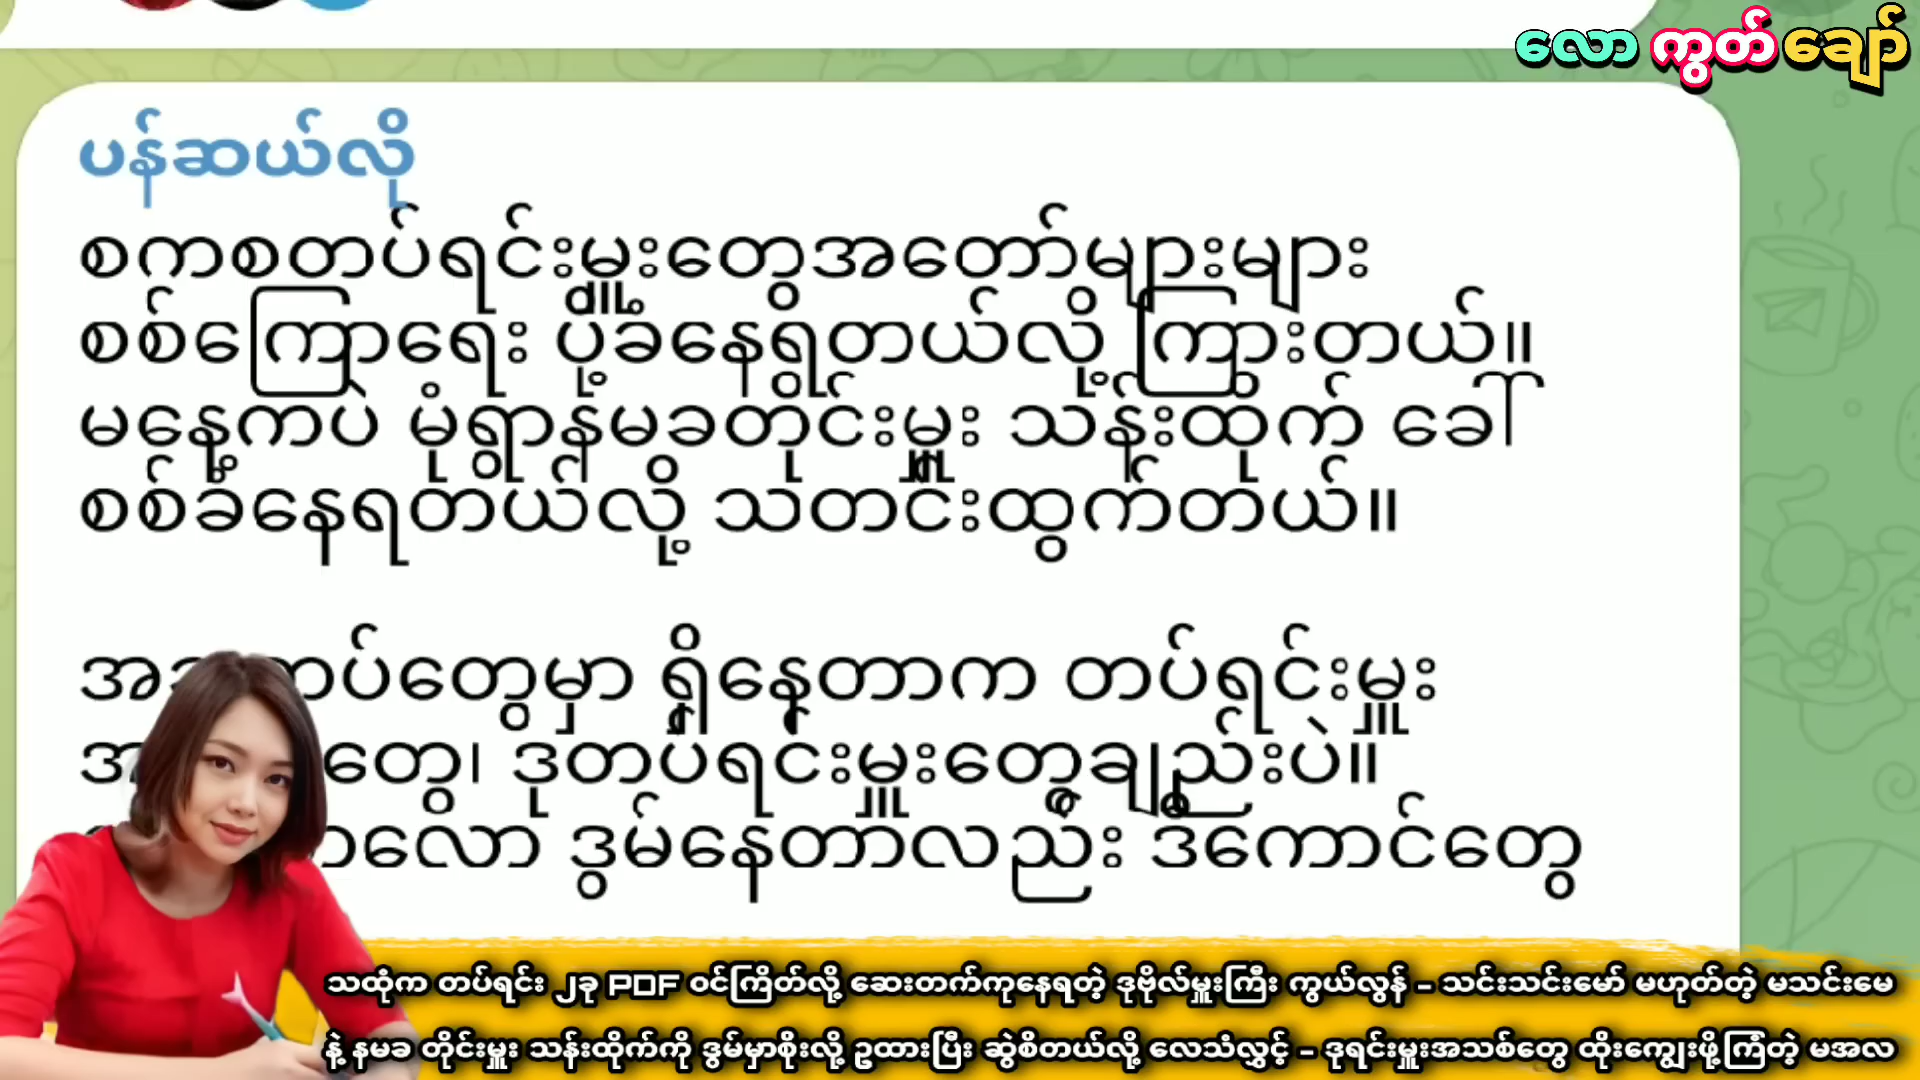 လော ကွတ် ချော်
ပန်ဆယ်လို
စကစတပ်ရင်းမှူးတွေအတော်များများ
စစ်ကြောရေး ပို့ခံနေရတယ်လို့ ကြားတယ်။
မနေ့ကပဲ မုံရွာနမခတိုင်းမှူး သန်းထိုက် ခေါ်
စစ်ခံနေရတယ်လို့ သတင်းထွက်တယ်။
တပ်တွေမှာ ရှိနေတာက တပ်ရင်းမှူး
တွေ၊ ဒုတပ်ရင်းမှူးတွေချည်းပဲ။
ဒွမ်နေတာလည်း ဒီကောင်တွေ
သထုံက တပ်ရင်း ၂ခု PDF ဝင်ကြိတ်လို့ ဆေးတက်ကုနေရတဲ့ ဒုဗိုလ်မှူးကြီး ကွယ်လွန် - သင်းသင်းမော် မဟုတ်တဲ့ မသင်းမေ
နဲ့ နမခ တိုင်းမှူး သန်းထိုက်ကို ဒွမ်မှာစိုးလို့ ဥထားပြီး ဆွဲစိတယ်လို့ လေသံလွှင့် - ဒုရင်းမှူးအသစ်တွေ ထိုးကျွေးဖို့ကြံတဲ့ မအလ